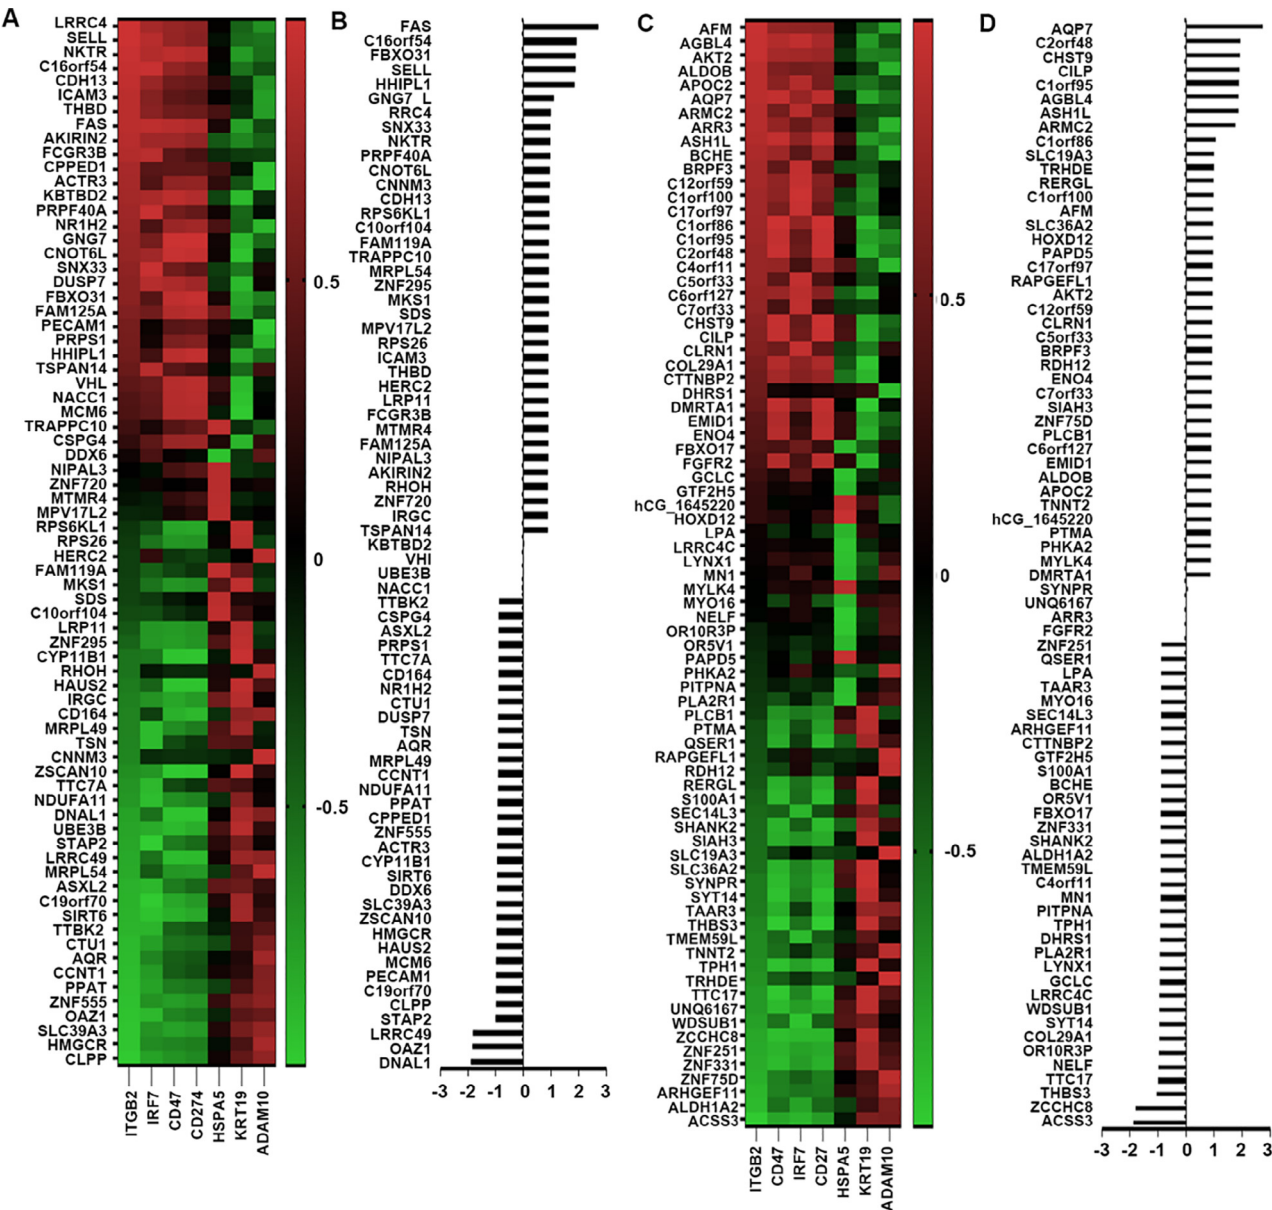 A
LRRC4
SELL
NKTR
C16orf54
CDH13
ICAM3
THBD
FAS
AKIRIN2
FCGR3B
CPPED1
ACTR3
KBTBD2
PRPF40A
NR1H2
GNG7
CNOT6L
SNX33
DUSP7
FBXO31
FAM125A
PECAM1
PRPS1
HHIPL1
TSPAN14
VHL
NACC1
MCM6
TRAPPC10
CSPG4
DDX6
NIPAL3
ZNF720
MTMR4
MPV17L2
RPS6KL1
RPS26
HERC2
FAM119A
MKS1
SDS
C10orf104
LRP11
ZNF295
CYP11B1
RHOH
HAUS2
IRGC
CD164
MRPL49
TSN
CNNM3
ZSCAN10
TTC7A
NDUFA11
DNAL1
UBE3B
STAP2
LRRC49
MRPL54
ASXL2
C19orf70
SIRT6
TTBK2
CTU1
AQR
CCNT1
PPAT
ZNF555
OAZ1
SLC39A3
HMGCR
CLPP
ITGB2
IRF7
CD47
CD274
HSPA5
KRT19
ADAM10
0.5
0
-0.5
B
FAS
C16orf54
FBXO31
SELL
HHIPL1
GNG7 L
RRC4
SNX33
NKTR
PRPF40A
CNOT6L
CNNM3
CDH13
RPS6KL1
C10orf104
FAM119A
TRAPPC10
MRPL54
ZNF295
MKS1
SDS
MPV17L2
RPS26
ICAM3
THBD
HERC2
LRP11
FCGR3B
MTMR4
FAM125A
NIPAL3
AKIRIN2
RHOH
ZNF720
IRGC
TSPAN14
KBTBD2
VHI
UBE3B
NACC1
TTBK2
CSPG4
ASXL2
PRPS1
TTC7A
CD164
NR1H2
CTU1
DUSP7
TSN
AQR
MRPL49
CCNT1
NDUFA11
PPAT
CPPED1
ZNF555
ACTR3
CYP11B1
SIRT6
DDX6
SLC39A3
ZSCAN10
HMGCR
HAUS2
MCM6
PECAM1
C19orf70
CLPP
STAP2
LRRC49
OAZ1
DNAL1
-3 -2 -1 0 1 2 3
C
AFM
AGBL4
AKT2
ALDOB
APOC2
AQP7
ARMC2
ARR3
ASH1L
BCHE
BRPF3
C12orf59
C1orf100
C17orf97
C1orf86
C1orf95
C2orf48
C4orf11
C5orf33
C6orf127
C7orf33
CHST9
CILP
CLRN1
COL29A1
CTTNBP2
DHRS1
DMRTA1
EMID1
ENO4
FBXO17
FGFR2
GCLC
GTF2H5
hCG_1645220
HOXD12
LPA
LRRC4C
LYNX1
MN1
MYLK4
MYO16
NELF
OR10R3P
OR5V1
PAPD5
PHKA2
PITPNA
PLA2R1
PLCB1
PTMA
QSER1
RAPGEFL1
RDH12
RERGL
S100A1
SEC14L3
SHANK2
SIAH3
SLC19A3
SLC36A2
SYNPR
SYT14
TAAR3
THBS3
TMEM59L
TNNT2
TPH1
TRHDE
TTC17
UNQ6167
WDSUB1
ZCCHC8
ZNF251
ZNF331
ZNF75D
ARHGEF11
ALDH1A2
ACSS3
ITGB2
CD47
IRF7
CD27
HSPA5
KRT19
ADAM10
0.5
0
-0.5
D
AQP7
C2orf48
CHST9
CILP
C1orf95
AGBL4
ASH1L
ARMC2
C1orf86
SLC19A3
TRHDE
RERGL
C1orf100
AFM
SLC36A2
HOXD12
PAPD5
C17orf97
RAPGEFL1
AKT2
C12orf59
CLRN1
C5orf33
BRPF3
RDH12
ENO4
C7orf33
SIAH3
ZNF75D
PLCB1
C6orf127
EMID1
ALDOB
APOC2
TNNT2
hCG_1645220
PTMA
PHKA2
MYLK4
DMRTA1
SYNPR
UNQ6167
ARR3
FGFR2
ZNF251
QSER1
LPA
TAAR3
MYO16
SEC14L3
ARHGEF11
CTTNBP2
GTF2H5
S100A1
BCHE
OR5V1
FBXO17
ZNF331
SHANK2
ALDH1A2
TMEM59L
C4orf11
MN1
PITPNA
TPH1
DHRS1
PLA2R1
LYNX1
GCLC
LRRC4C
WDSUB1
SYT14
COL29A1
OR10R3P
NELF
TTC17
THBS3
ZCCHC8
ACSS3
-3 -2 -1 0 1 2 3